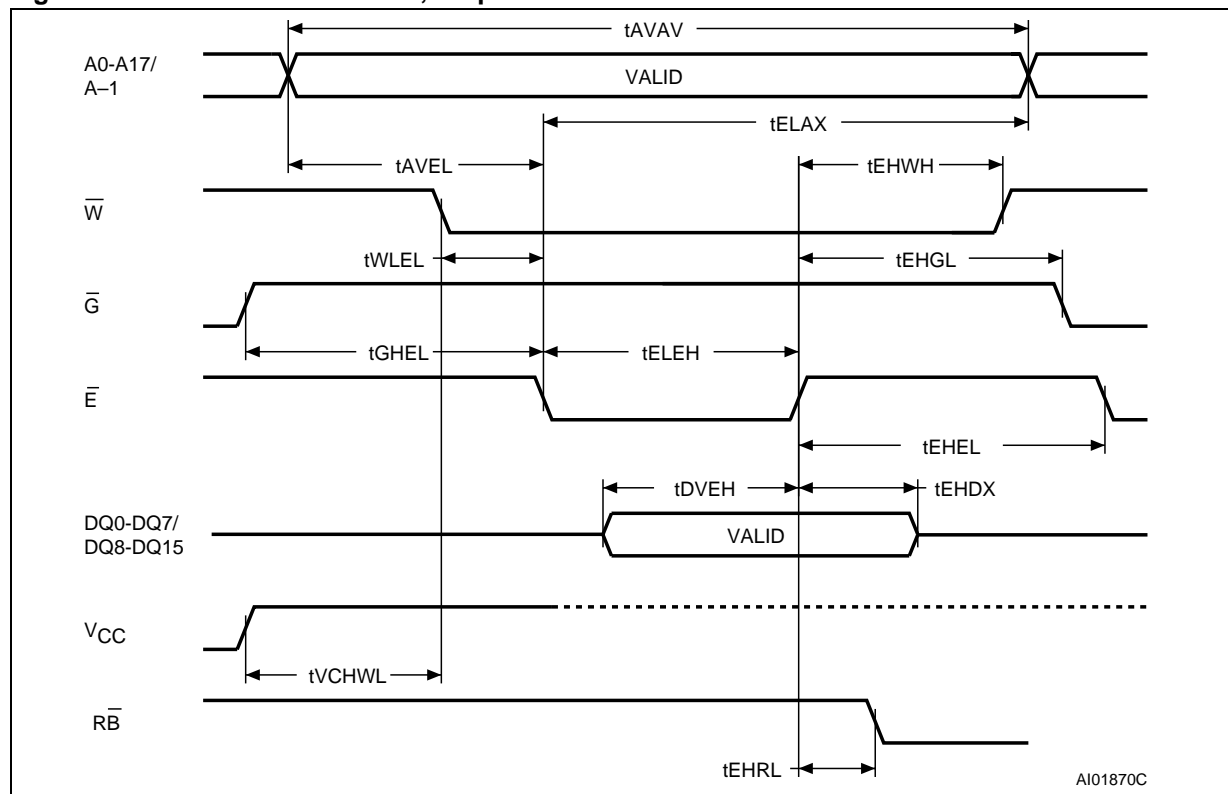 tAVAV
A0-A17/
A–1
VALID
tELAX
tAVEL
tEHWH
W̅
tWLEL
tEHGL
G̅
tGHEL
tELEH
E̅
tEHEL
tDVEH
tEHDX
DQ0-DQ7/
DQ8-DQ15
VALID
VCC
tVCHWL
RB̅
tEHRL
AI01870C